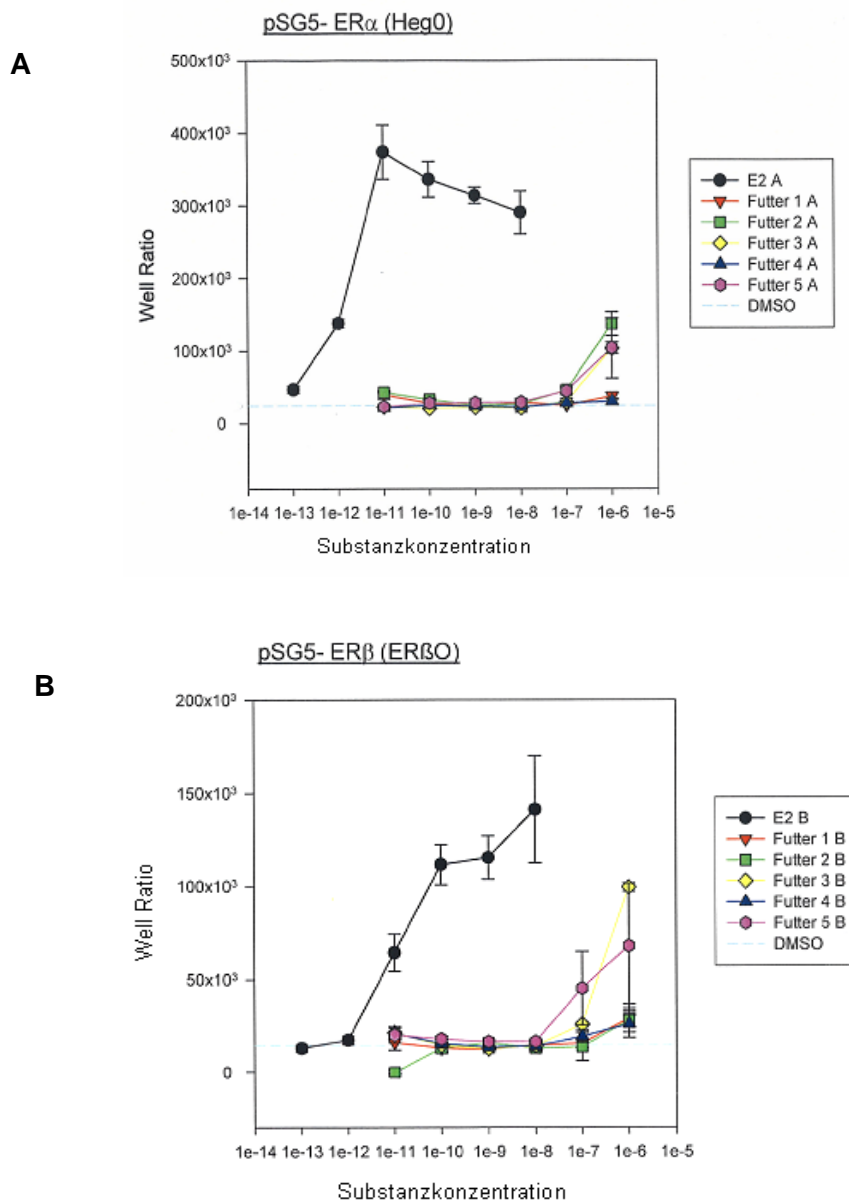 A
pSG5- ERα (Heg0)
Well Ratio
500x10³
400x10³
300x10³
200x10³
100x10³
0
1e-14 1e-13 1e-12 1e-11 1e-10 1e-9 1e-8 1e-7 1e-6 1e-5
Substanzkonzentration
E2 A
Futter 1 A
Futter 2 A
Futter 3 A
Futter 4 A
Futter 5 A
DMSO
B
pSG5- ERβ (ERßO)
Well Ratio
200x10³
150x10³
100x10³
50x10³
0
1e-14 1e-13 1e-12 1e-11 1e-10 1e-9 1e-8 1e-7 1e-6 1e-5
Substanzkonzentration
E2 B
Futter 1 B
Futter 2 B
Futter 3 B
Futter 4 B
Futter 5 B
DMSO